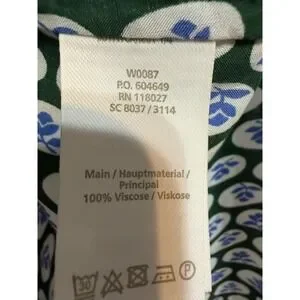 W0087
P.O. 604649
RN 118027
SC 8037 / 3114
Main / Hauptmaterial /
Principal
100% Viscose / Viskose